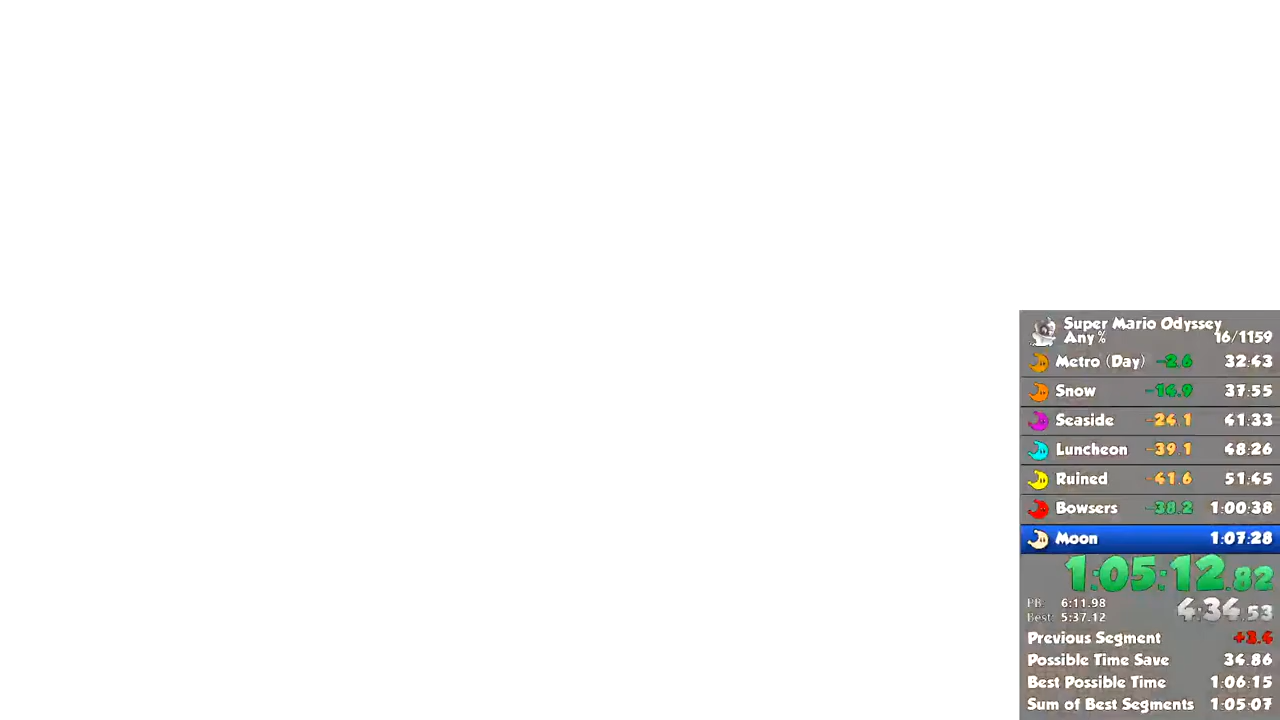 Super Mario Odyssey
Any% 16/1159
Metro (Day) -2.6 32:43
Snow -14.9 37:55
Seaside -24.1 41:33
Luncheon -39.1 48:26
Ruined -41.6 51:45
Bowsers -38.2 1:00:38
Moon 1:07:28
1:05:12.82
PB: 6:11.98
Best: 5:37.12
4:34.53
Previous Segment +3.4
Possible Time Save 34.86
Best Possible Time 1:06:15
Sum of Best Segments 1:05:07